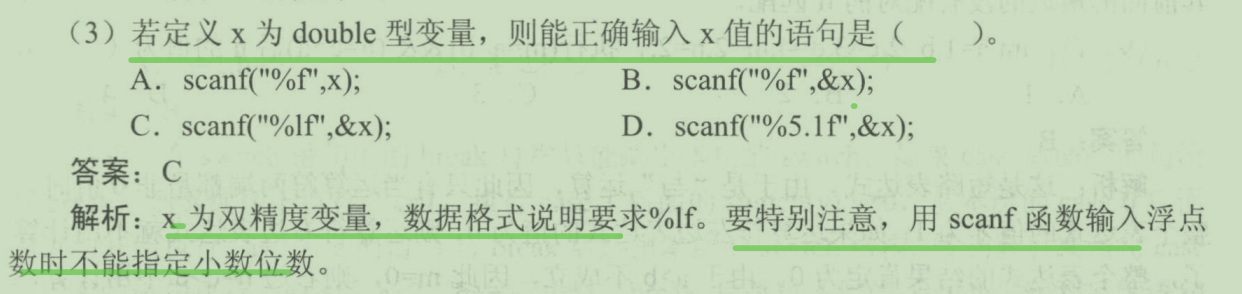 （3）若定义 x 为 double 型变量，则能正确输入 x 值的语句是（　　）。
A．scanf("%f",x);　　B．scanf("%f",&x);
C．scanf("%lf",&x);　　D．scanf("%5.1f",&x);
答案：C
解析：x 为双精度变量，数据格式说明要求%lf。要特别注意，用 scanf 函数输入浮点
数时不能指定小数位数。